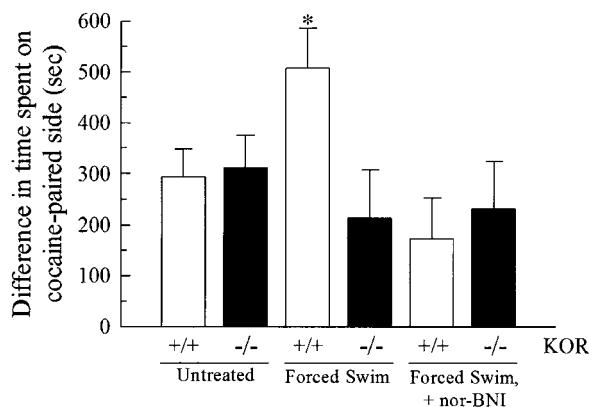 Difference in time spent on
cocaine-paired side (sec)
600
500
400
300
200
100
0
*
+/+ -/- +/+ -/- +/+ -/- KOR
Untreated Forced Swim Forced Swim,
+ nor-BNI